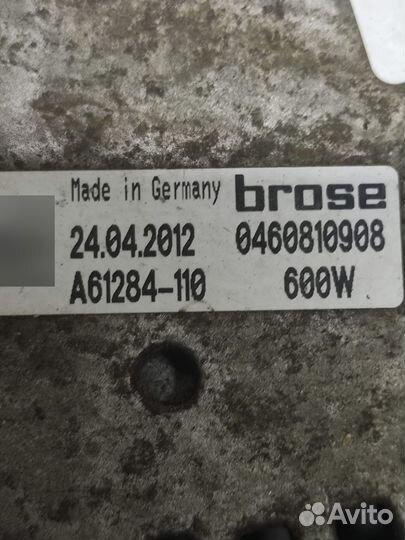 Made in Germany brose
24.04.2012 0460810908
A61284-110 600W
Avito